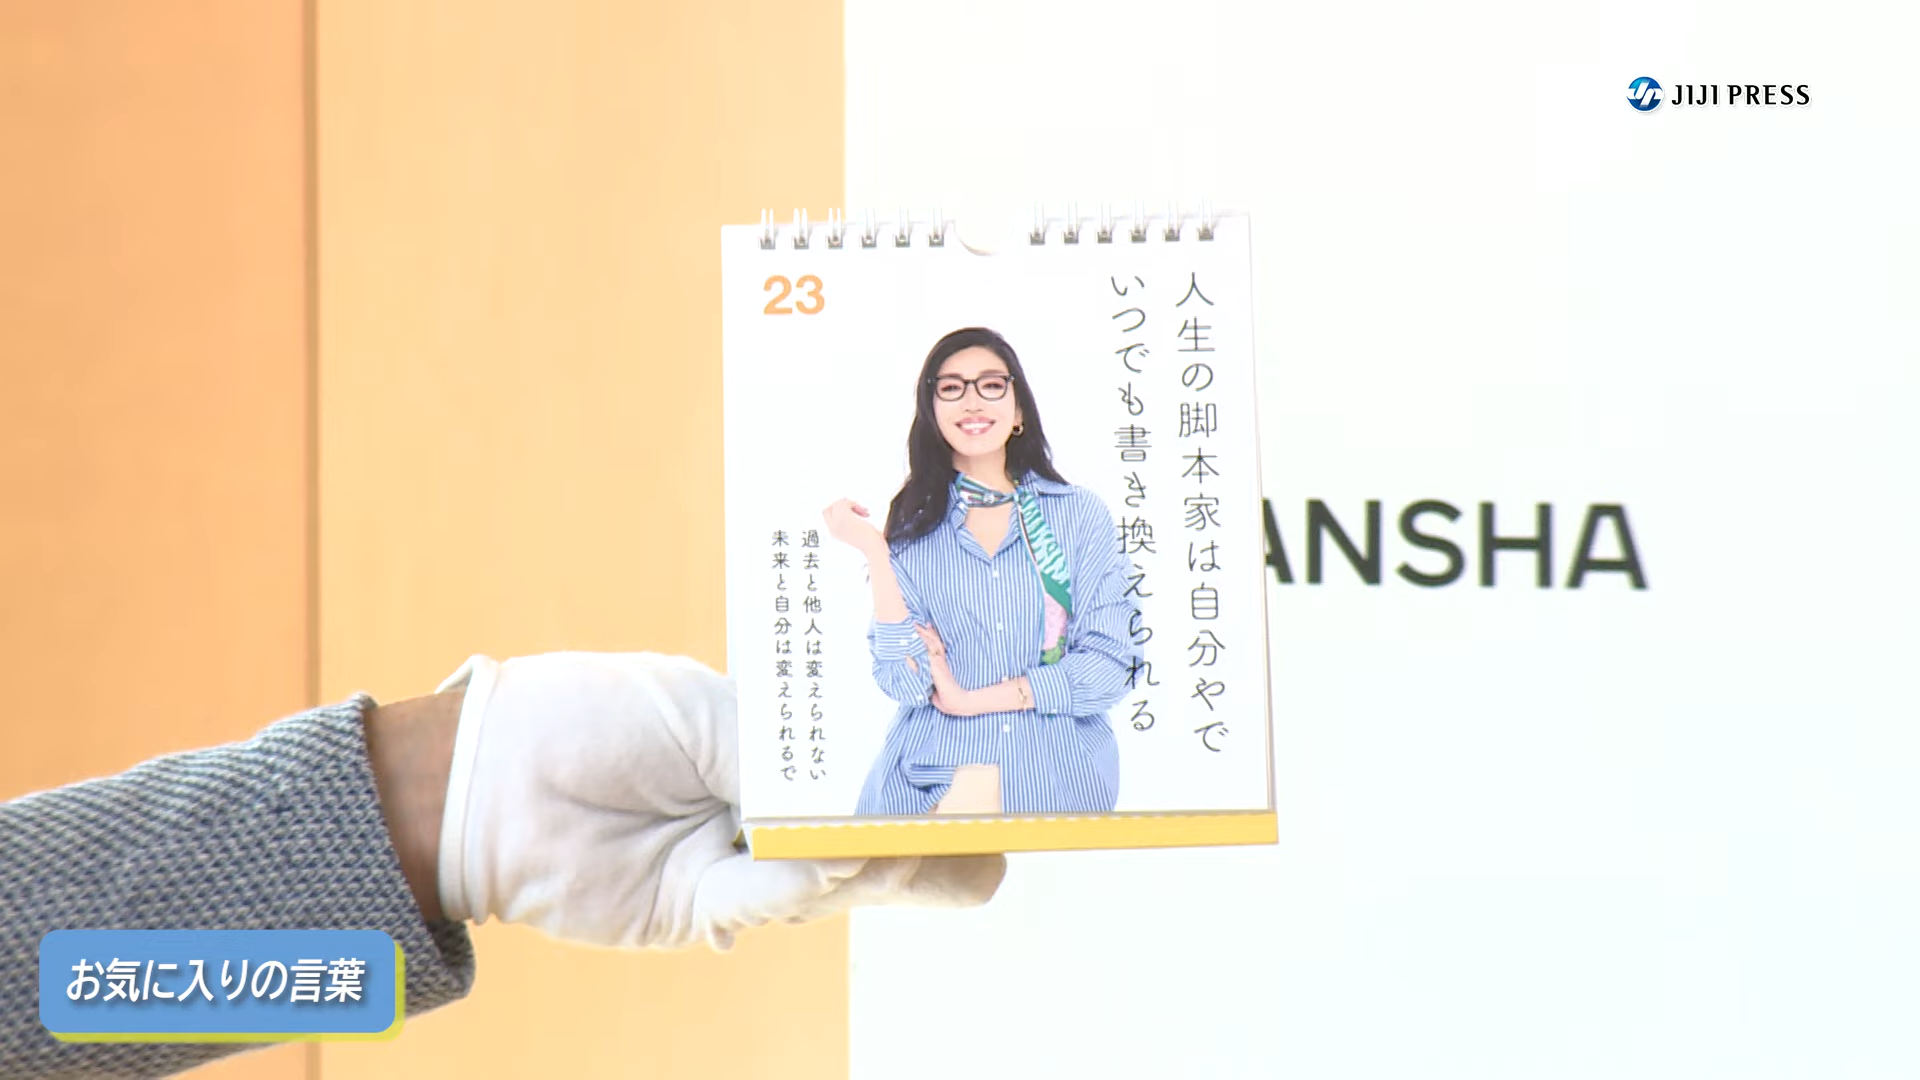 JIJI PRESS
23
人生の脚本家は自分やで
いつでも書き換えられる
過去と他人は変えられない
未来と自分は変えられるで
ANSHA
お気に入りの言葉